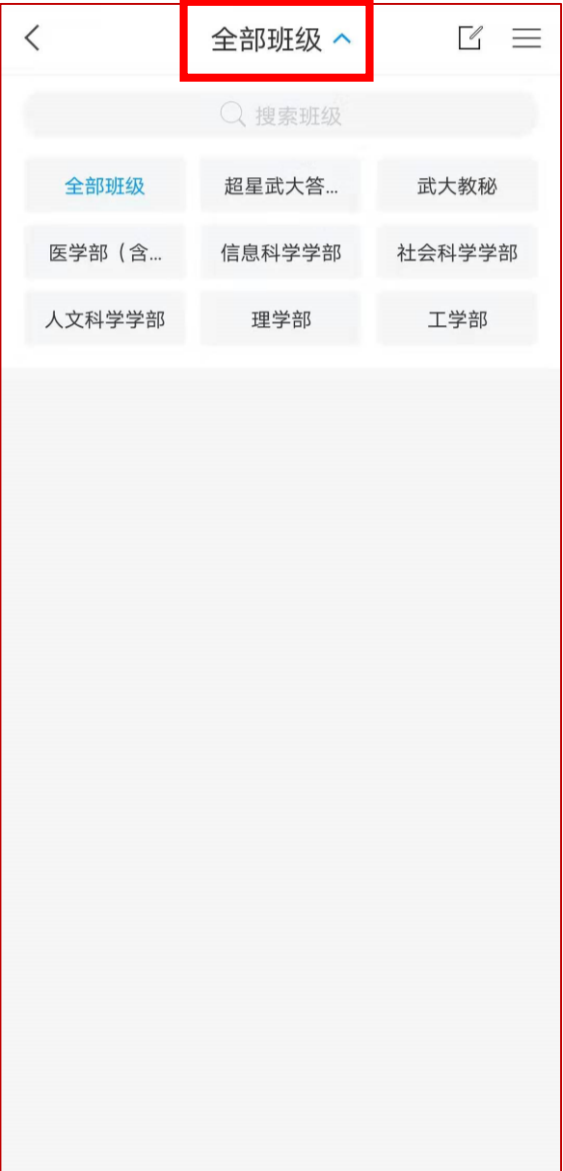 全部班级
搜索班级
全部班级 超星武大答... 武大教秘
医学部（含... 信息科学学部 社会科学学部
人文科学学部 理学部 工学部